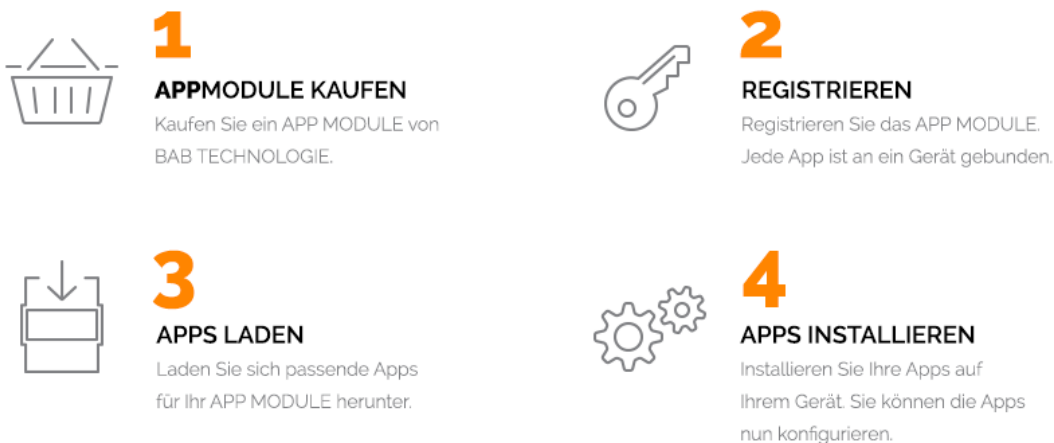 1
APPMODULE KAUFEN
Kaufen Sie ein APP MODULE von
BAB TECHNOLOGIE.
2
REGISTRIEREN
Registrieren Sie das APP MODULE.
Jede App ist an ein Gerät gebunden.
3
APPS LADEN
Laden Sie sich passende Apps
für Ihr APP MODULE herunter.
4
APPS INSTALLIEREN
Installieren Sie Ihre Apps auf
Ihrem Gerät. Sie können die Apps
nun konfigurieren.